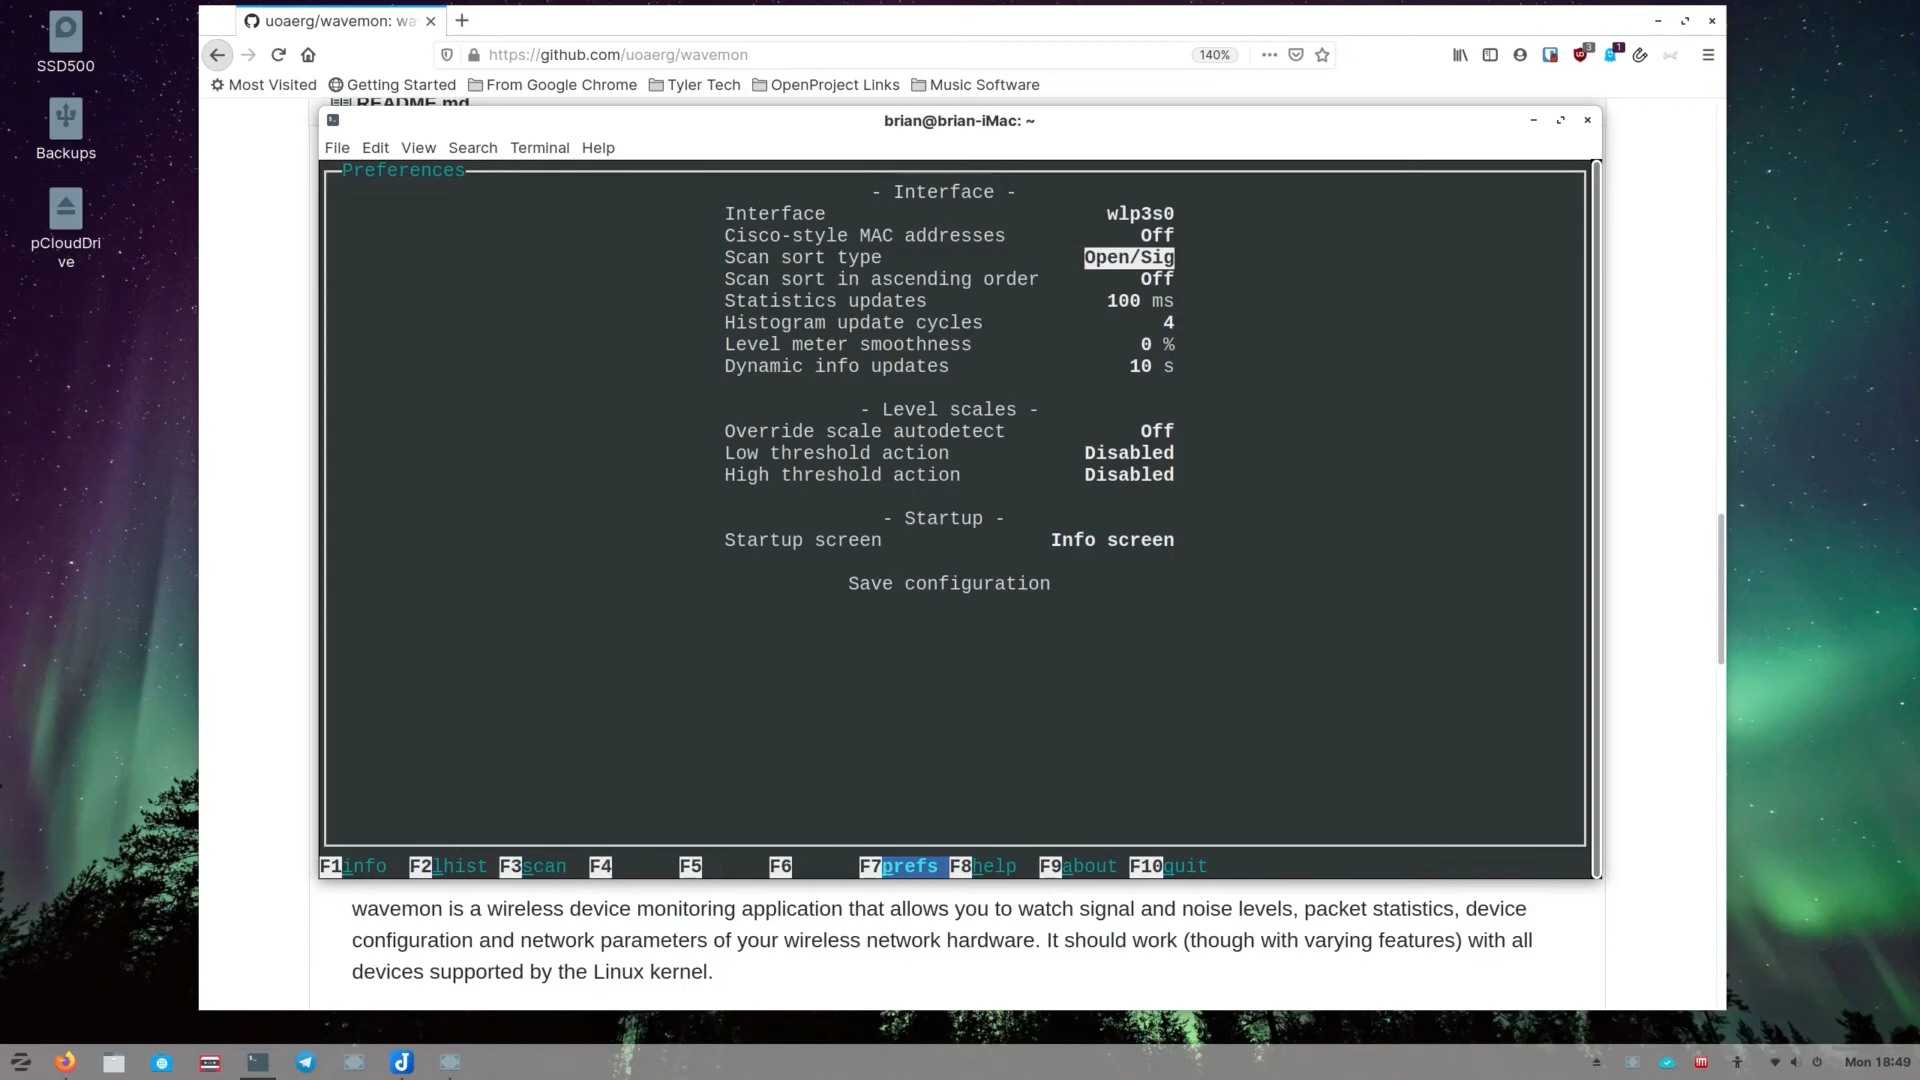 SSD500
Backups
pCloudDri
ve
uoaerg/wavemon: wa
https://github.com/uoaerg/wavemon
140%
3
1
Most Visited
Getting Started
From Google Chrome
Tyler Tech
OpenProject Links
Music Software
README.md
brian@brian-iMac: ~
File Edit View Search Terminal Help
Preferences
- Interface -
Interface wlp3s0
Cisco-style MAC addresses Off
Scan sort type Open/Sig
Scan sort in ascending order Off
Statistics updates 100 ms
Histogram update cycles 4
Level meter smoothness 0 %
Dynamic info updates 10 s
- Level scales -
Override scale autodetect Off
Low threshold action Disabled
High threshold action Disabled
- Startup -
Startup screen Info screen
Save configuration
F1info F2lhist F3scan F4 F5 F6 F7prefs F8help F9about F10quit
wavemon is a wireless device monitoring application that allows you to watch signal and noise levels, packet statistics, device
configuration and network parameters of your wireless network hardware. It should work (though with varying features) with all
devices supported by the Linux kernel.
Mon 18:49